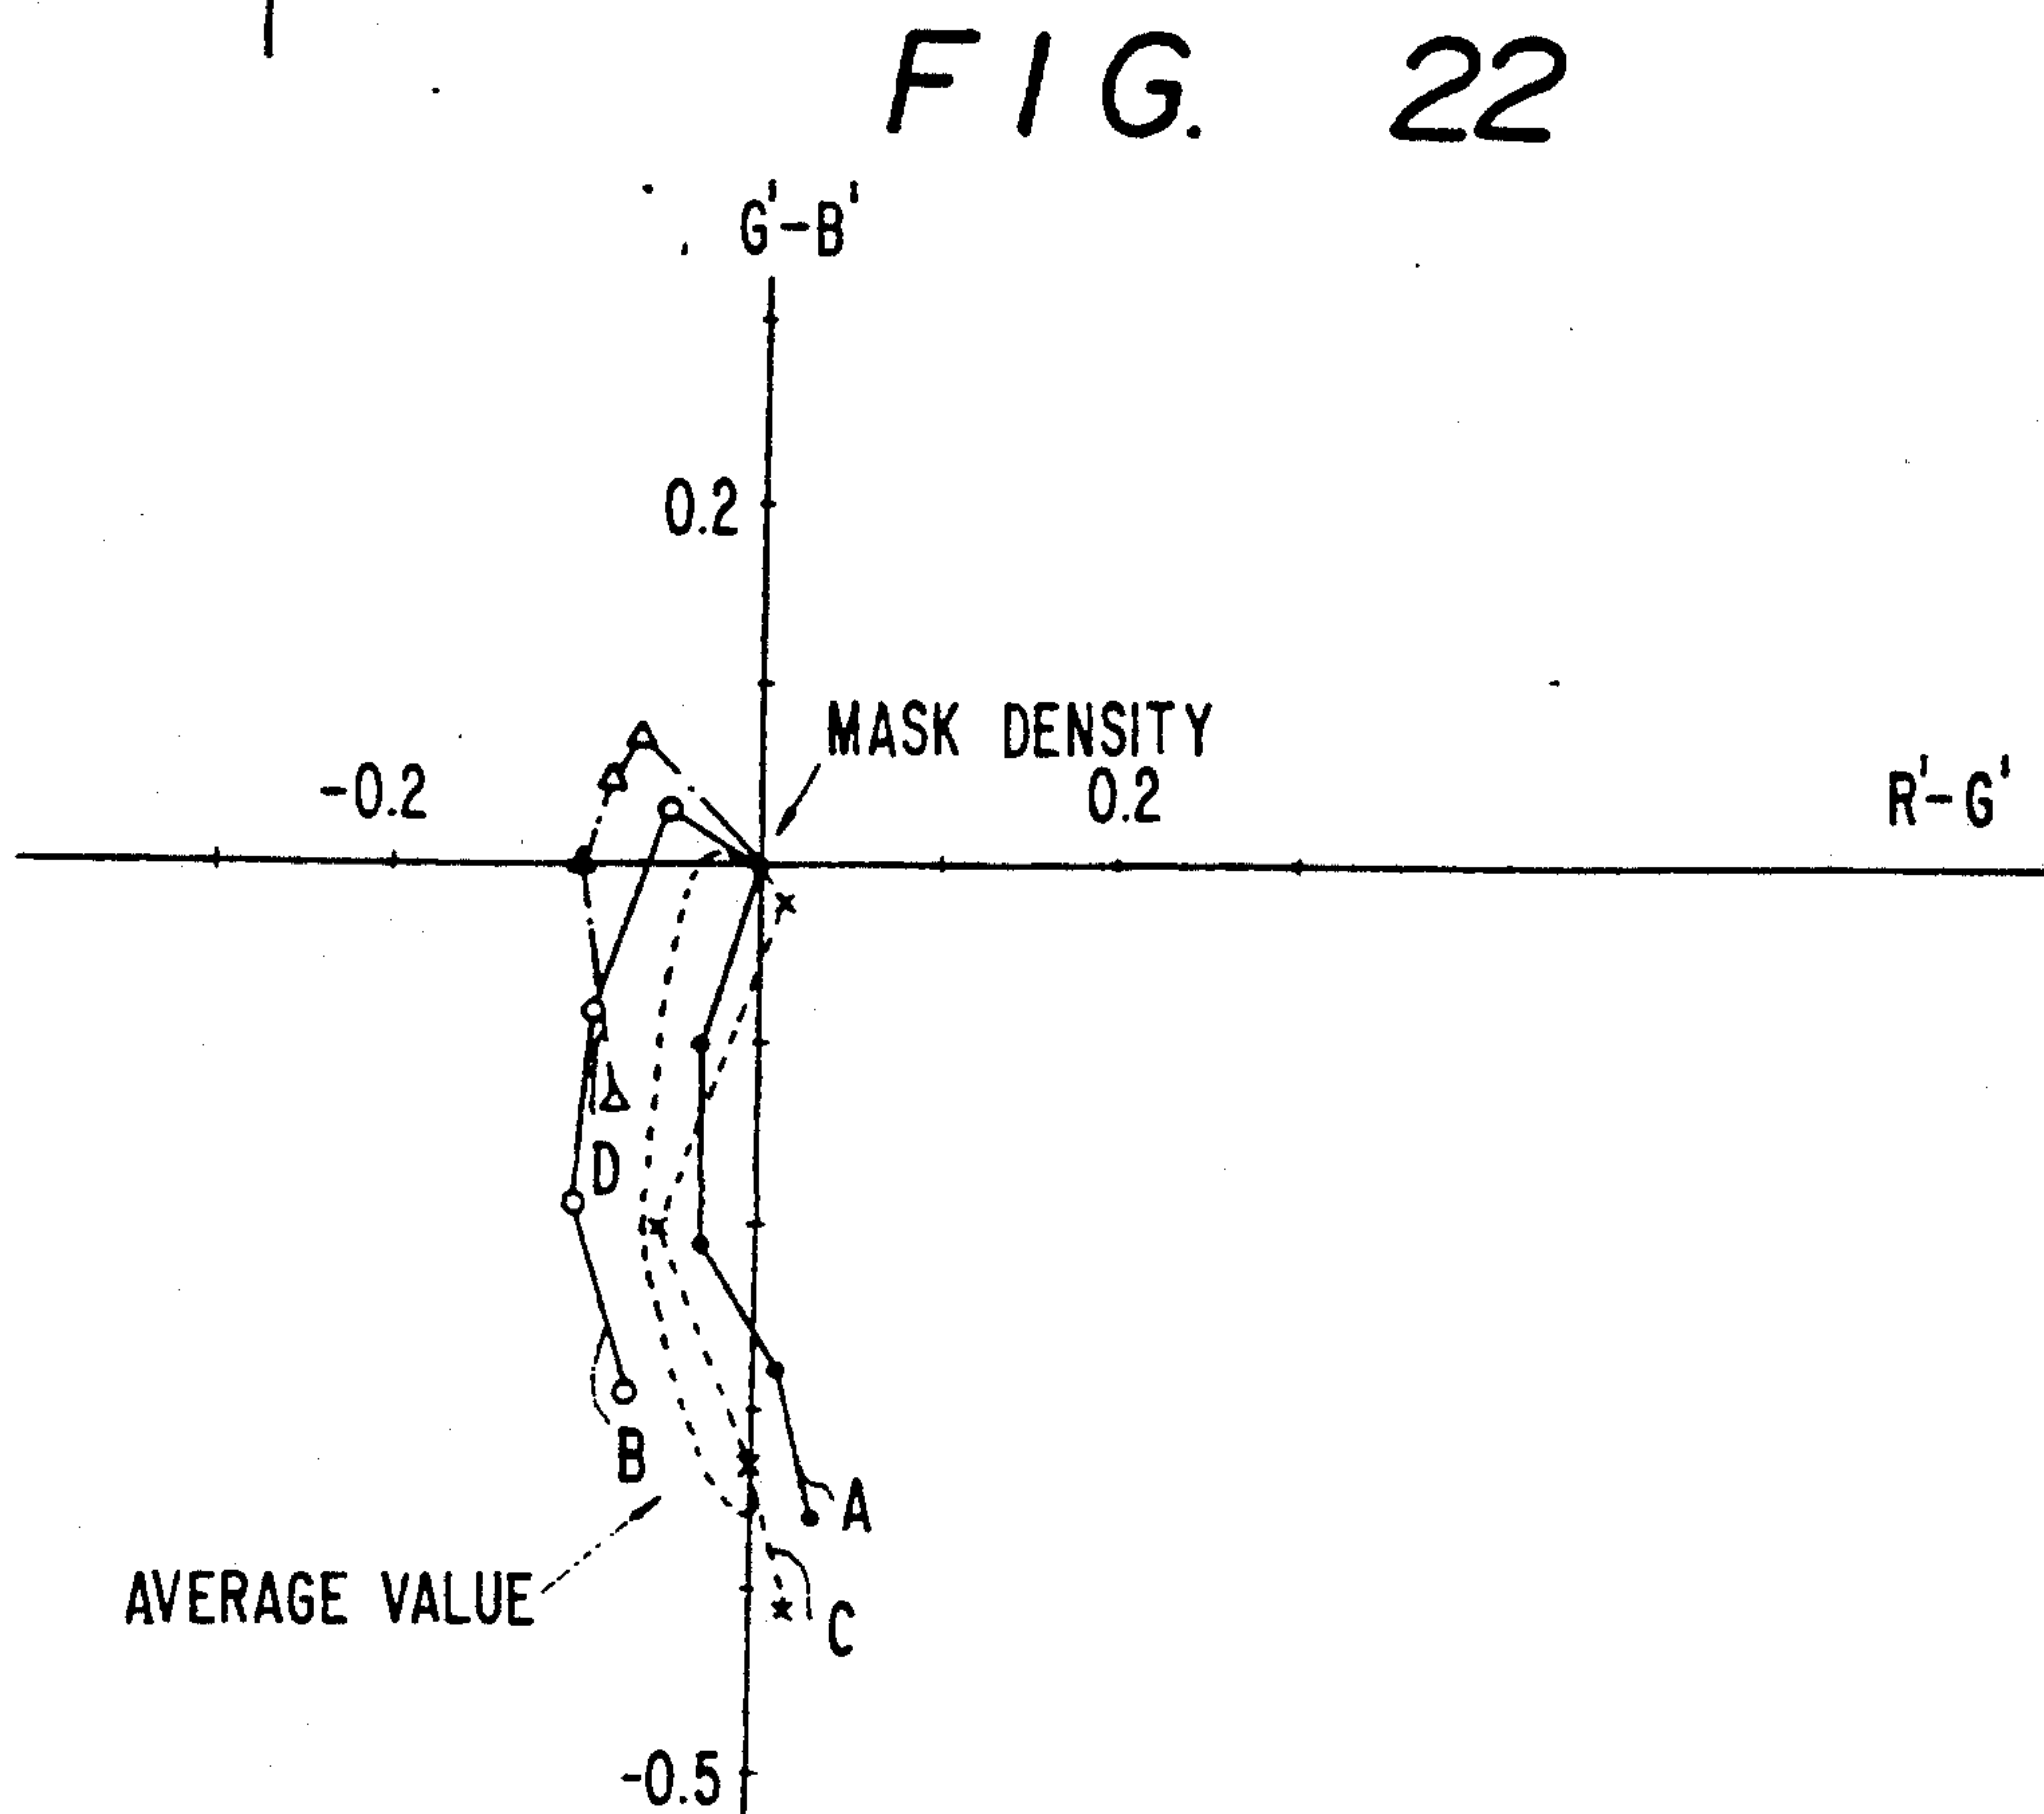 FIG. 22
G'-B'
0.2
MASK DENSITY
-0.2
0.2
R'-G'
D
B
A
AVERAGE VALUE
C
-0.5